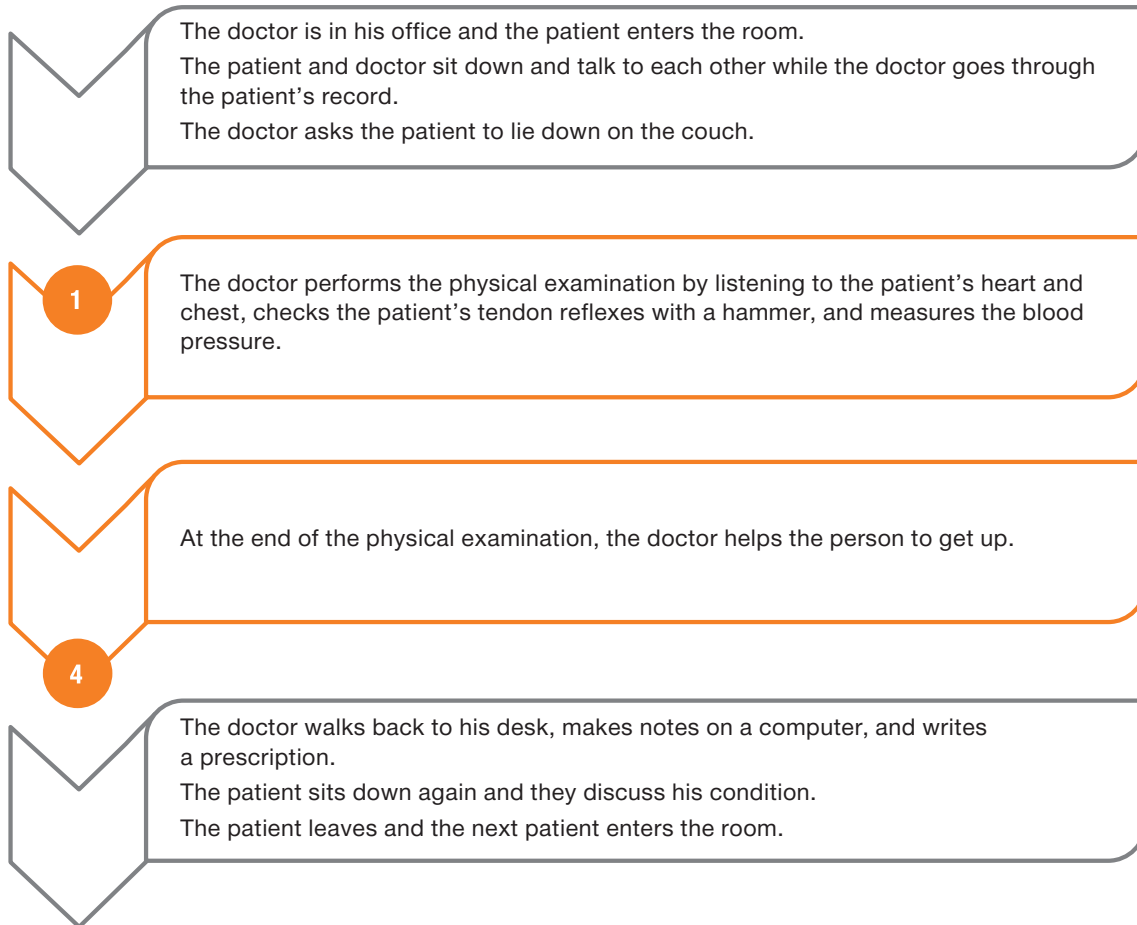 The doctor is in his office and the patient enters the room.
The patient and doctor sit down and talk to each other while the doctor goes through
the patient’s record.
The doctor asks the patient to lie down on the couch.
1
The doctor performs the physical examination by listening to the patient’s heart and
chest, checks the patient’s tendon reflexes with a hammer, and measures the blood
pressure.
At the end of the physical examination, the doctor helps the person to get up.
4
The doctor walks back to his desk, makes notes on a computer, and writes
a prescription.
The patient sits down again and they discuss his condition.
The patient leaves and the next patient enters the room.